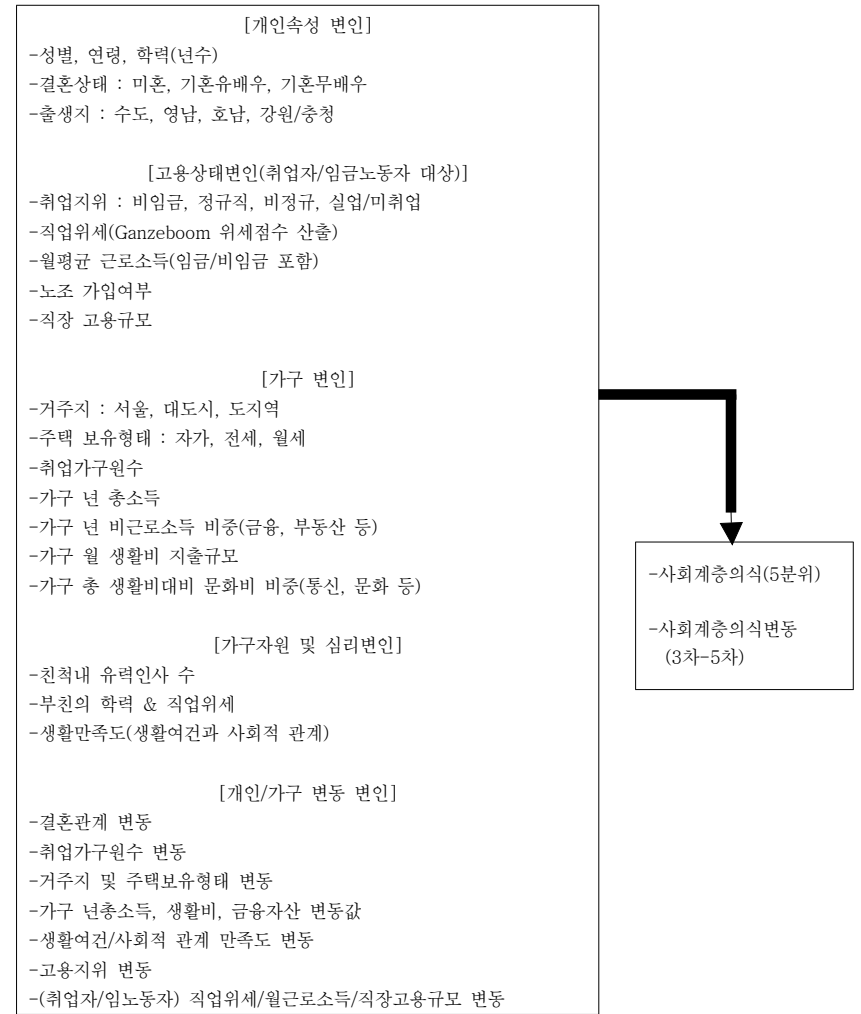 [개인속성 변인]
-성별, 연령, 학력(년수)
-결혼상태 : 미혼, 기혼유배우, 기혼무배우
-출생지 : 수도, 영남, 호남, 강원/충청
[고용상태변인(취업자/임금노동자 대상)]
-취업지위 : 비임금, 정규직, 비정규, 실업/미취업
-직업위세(Ganzeboom 위세점수 산출)
-월평균 근로소득(임금/비임금 포함)
-노조 가입여부
-직장 고용규모
[가구 변인]
-거주지 : 서울, 대도시, 도지역
-주택 보유형태 : 자가, 전세, 월세
-취업가구원수
-가구 년 총소득
-가구 년 비근로소득 비중(금융, 부동산 등)
-가구 월 생활비 지출규모
-가구 총 생활비대비 문화비 비중(통신, 문화 등)
[가구자원 및 심리변인]
-친척내 유력인사 수
-부친의 학력 & 직업위세
-생활만족도(생활여건과 사회적 관계)
[개인/가구 변동 변인]
-결혼관계 변동
-취업가구원수 변동
-거주지 및 주택보유형태 변동
-가구 년총소득, 생활비, 금융자산 변동값
-생활여건/사회적 관계 만족도 변동
-고용지위 변동
-(취업자/임노동자) 직업위세/월근로소득/직장고용규모 변동
-사회계층의식(5분위)
-사회계층의식변동
(3차-5차)